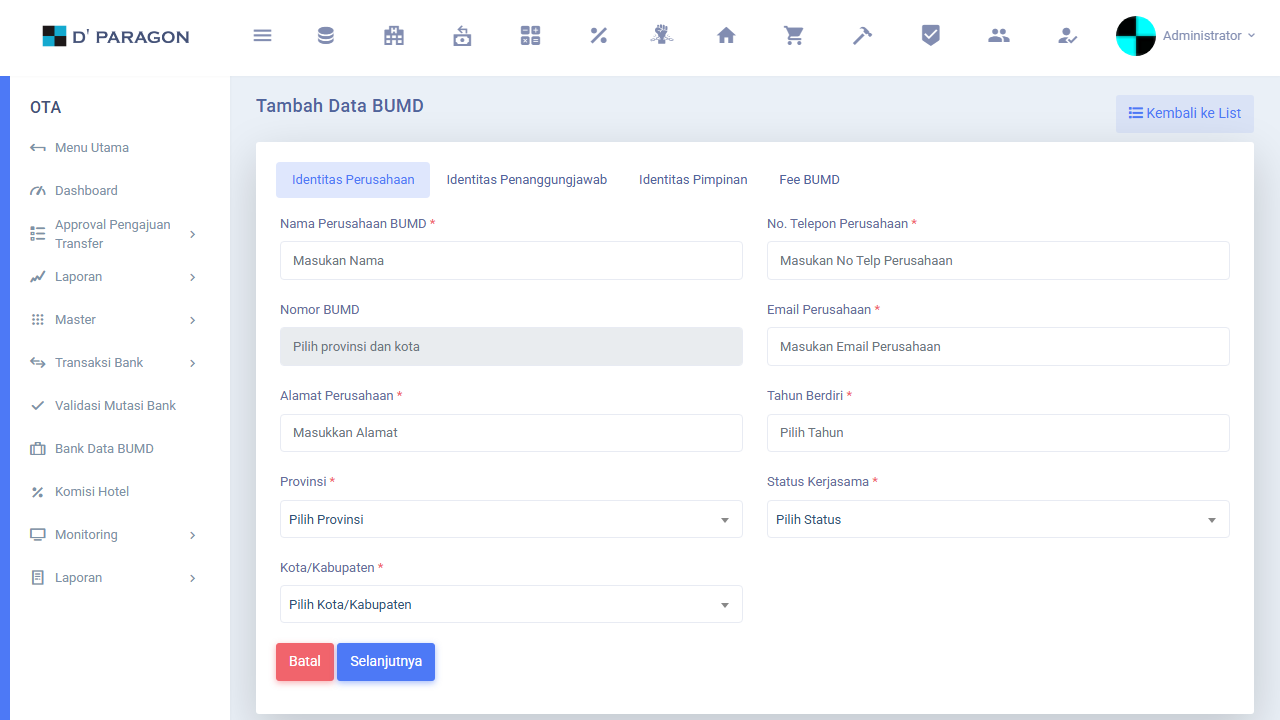 D' PARAGON
Administrator
OTA
Menu Utama
Dashboard
Approval Pengajuan
Transfer
Laporan
Master
Transaksi Bank
Validasi Mutasi Bank
Bank Data BUMD
Komisi Hotel
Monitoring
Laporan
Tambah Data BUMD
Kembali ke List
Identitas Perusahaan
Identitas Penanggungjawab
Identitas Pimpinan
Fee BUMD
Nama Perusahaan BUMD *
Masukan Nama
No. Telepon Perusahaan *
Masukan No Telp Perusahaan
Nomor BUMD
Pilih provinsi dan kota
Email Perusahaan *
Masukan Email Perusahaan
Alamat Perusahaan *
Masukkan Alamat
Tahun Berdiri *
Pilih Tahun
Provinsi *
Pilih Provinsi
Status Kerjasama *
Pilih Status
Kota/Kabupaten *
Pilih Kota/Kabupaten
Batal
Selanjutnya